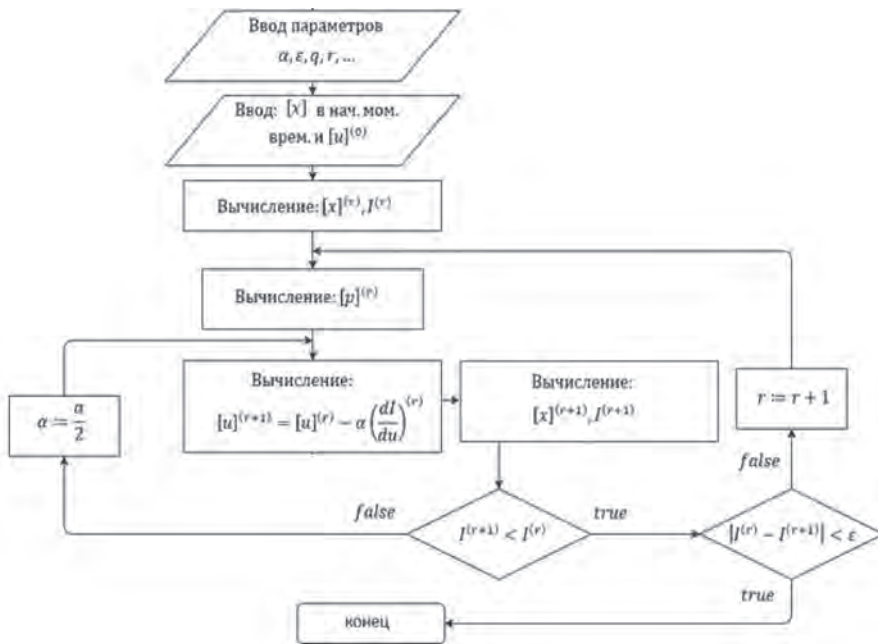 Ввод параметров
α, ε, q, r, ...
Ввод: [x] в нач. мом.
врем. и [u]⁽⁰⁾
Вычисление: [x]⁽ʳ⁾, I⁽ʳ⁾
Вычисление: [p]⁽ʳ⁾
Вычисление:
[u]⁽ʳ⁺¹⁾ = [u]⁽ʳ⁾ − α (dI/du)⁽ʳ⁾
Вычисление:
[x]⁽ʳ⁺¹⁾, I⁽ʳ⁺¹⁾
α ≔ α/2
r ≔ r + 1
false
false
I⁽ʳ⁺¹⁾ < I⁽ʳ⁾
true
|I⁽ʳ⁾ − I⁽ʳ⁺¹⁾| < ε
true
конец